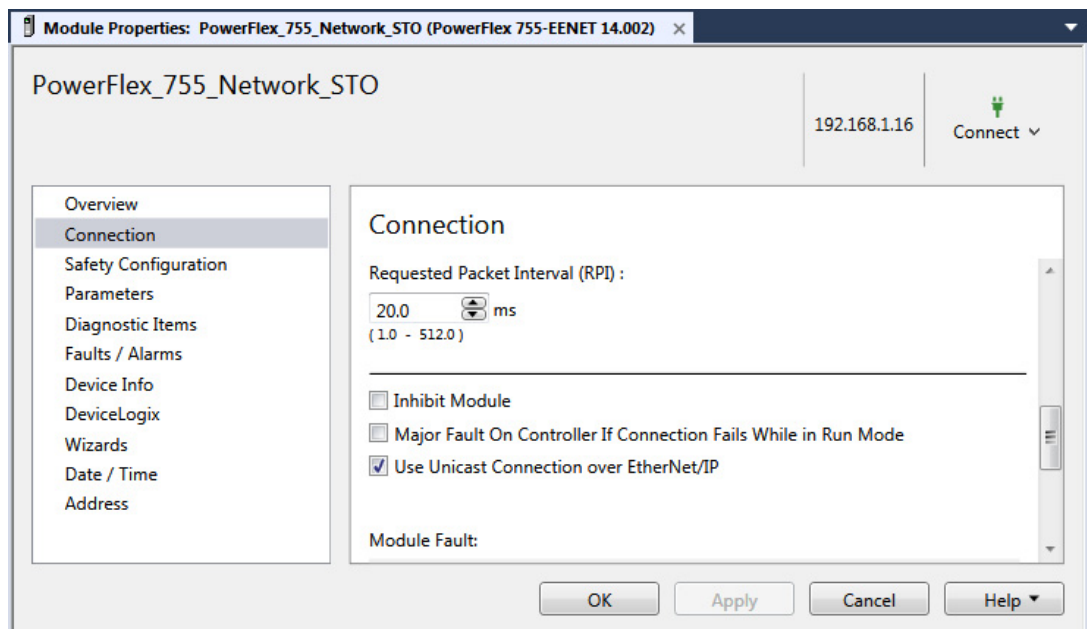 Module Properties: PowerFlex_755_Network_STO (PowerFlex 755-EENET 14.002)
PowerFlex_755_Network_STO
192.168.1.16
Connect
Overview
Connection
Safety Configuration
Parameters
Diagnostic Items
Faults / Alarms
Device Info
DeviceLogix
Wizards
Date / Time
Address
Connection
Requested Packet Interval (RPI) :
20.0 ms
( 1.0 - 512.0 )
Inhibit Module
Major Fault On Controller If Connection Fails While in Run Mode
Use Unicast Connection over EtherNet/IP
Module Fault:
OK Apply Cancel Help